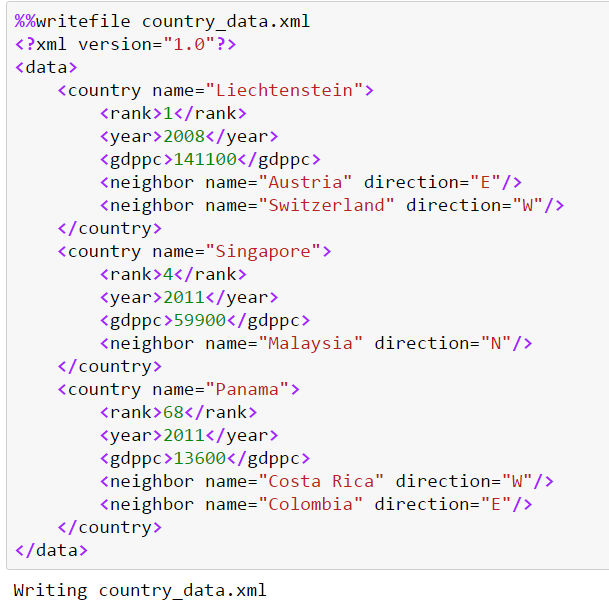 %%writefile country_data.xml
<?xml version="1.0"?>
<data>
    <country name="Liechtenstein">
        <rank>1</rank>
        <year>2008</year>
        <gdppc>141100</gdppc>
        <neighbor name="Austria" direction="E"/>
        <neighbor name="Switzerland" direction="W"/>
    </country>
    <country name="Singapore">
        <rank>4</rank>
        <year>2011</year>
        <gdppc>59900</gdppc>
        <neighbor name="Malaysia" direction="N"/>
    </country>
    <country name="Panama">
        <rank>68</rank>
        <year>2011</year>
        <gdppc>13600</gdppc>
        <neighbor name="Costa Rica" direction="W"/>
        <neighbor name="Colombia" direction="E"/>
    </country>
</data>
Writing country_data.xml